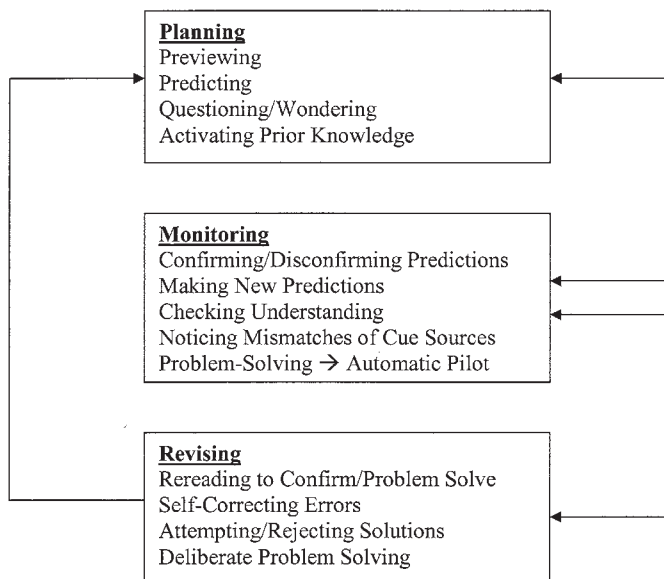 Planning
Previewing
Predicting
Questioning/Wondering
Activating Prior Knowledge
Monitoring
Confirming/Disconfirming Predictions
Making New Predictions
Checking Understanding
Noticing Mismatches of Cue Sources
Problem-Solving → Automatic Pilot
Revising
Rereading to Confirm/Problem Solve
Self-Correcting Errors
Attempting/Rejecting Solutions
Deliberate Problem Solving